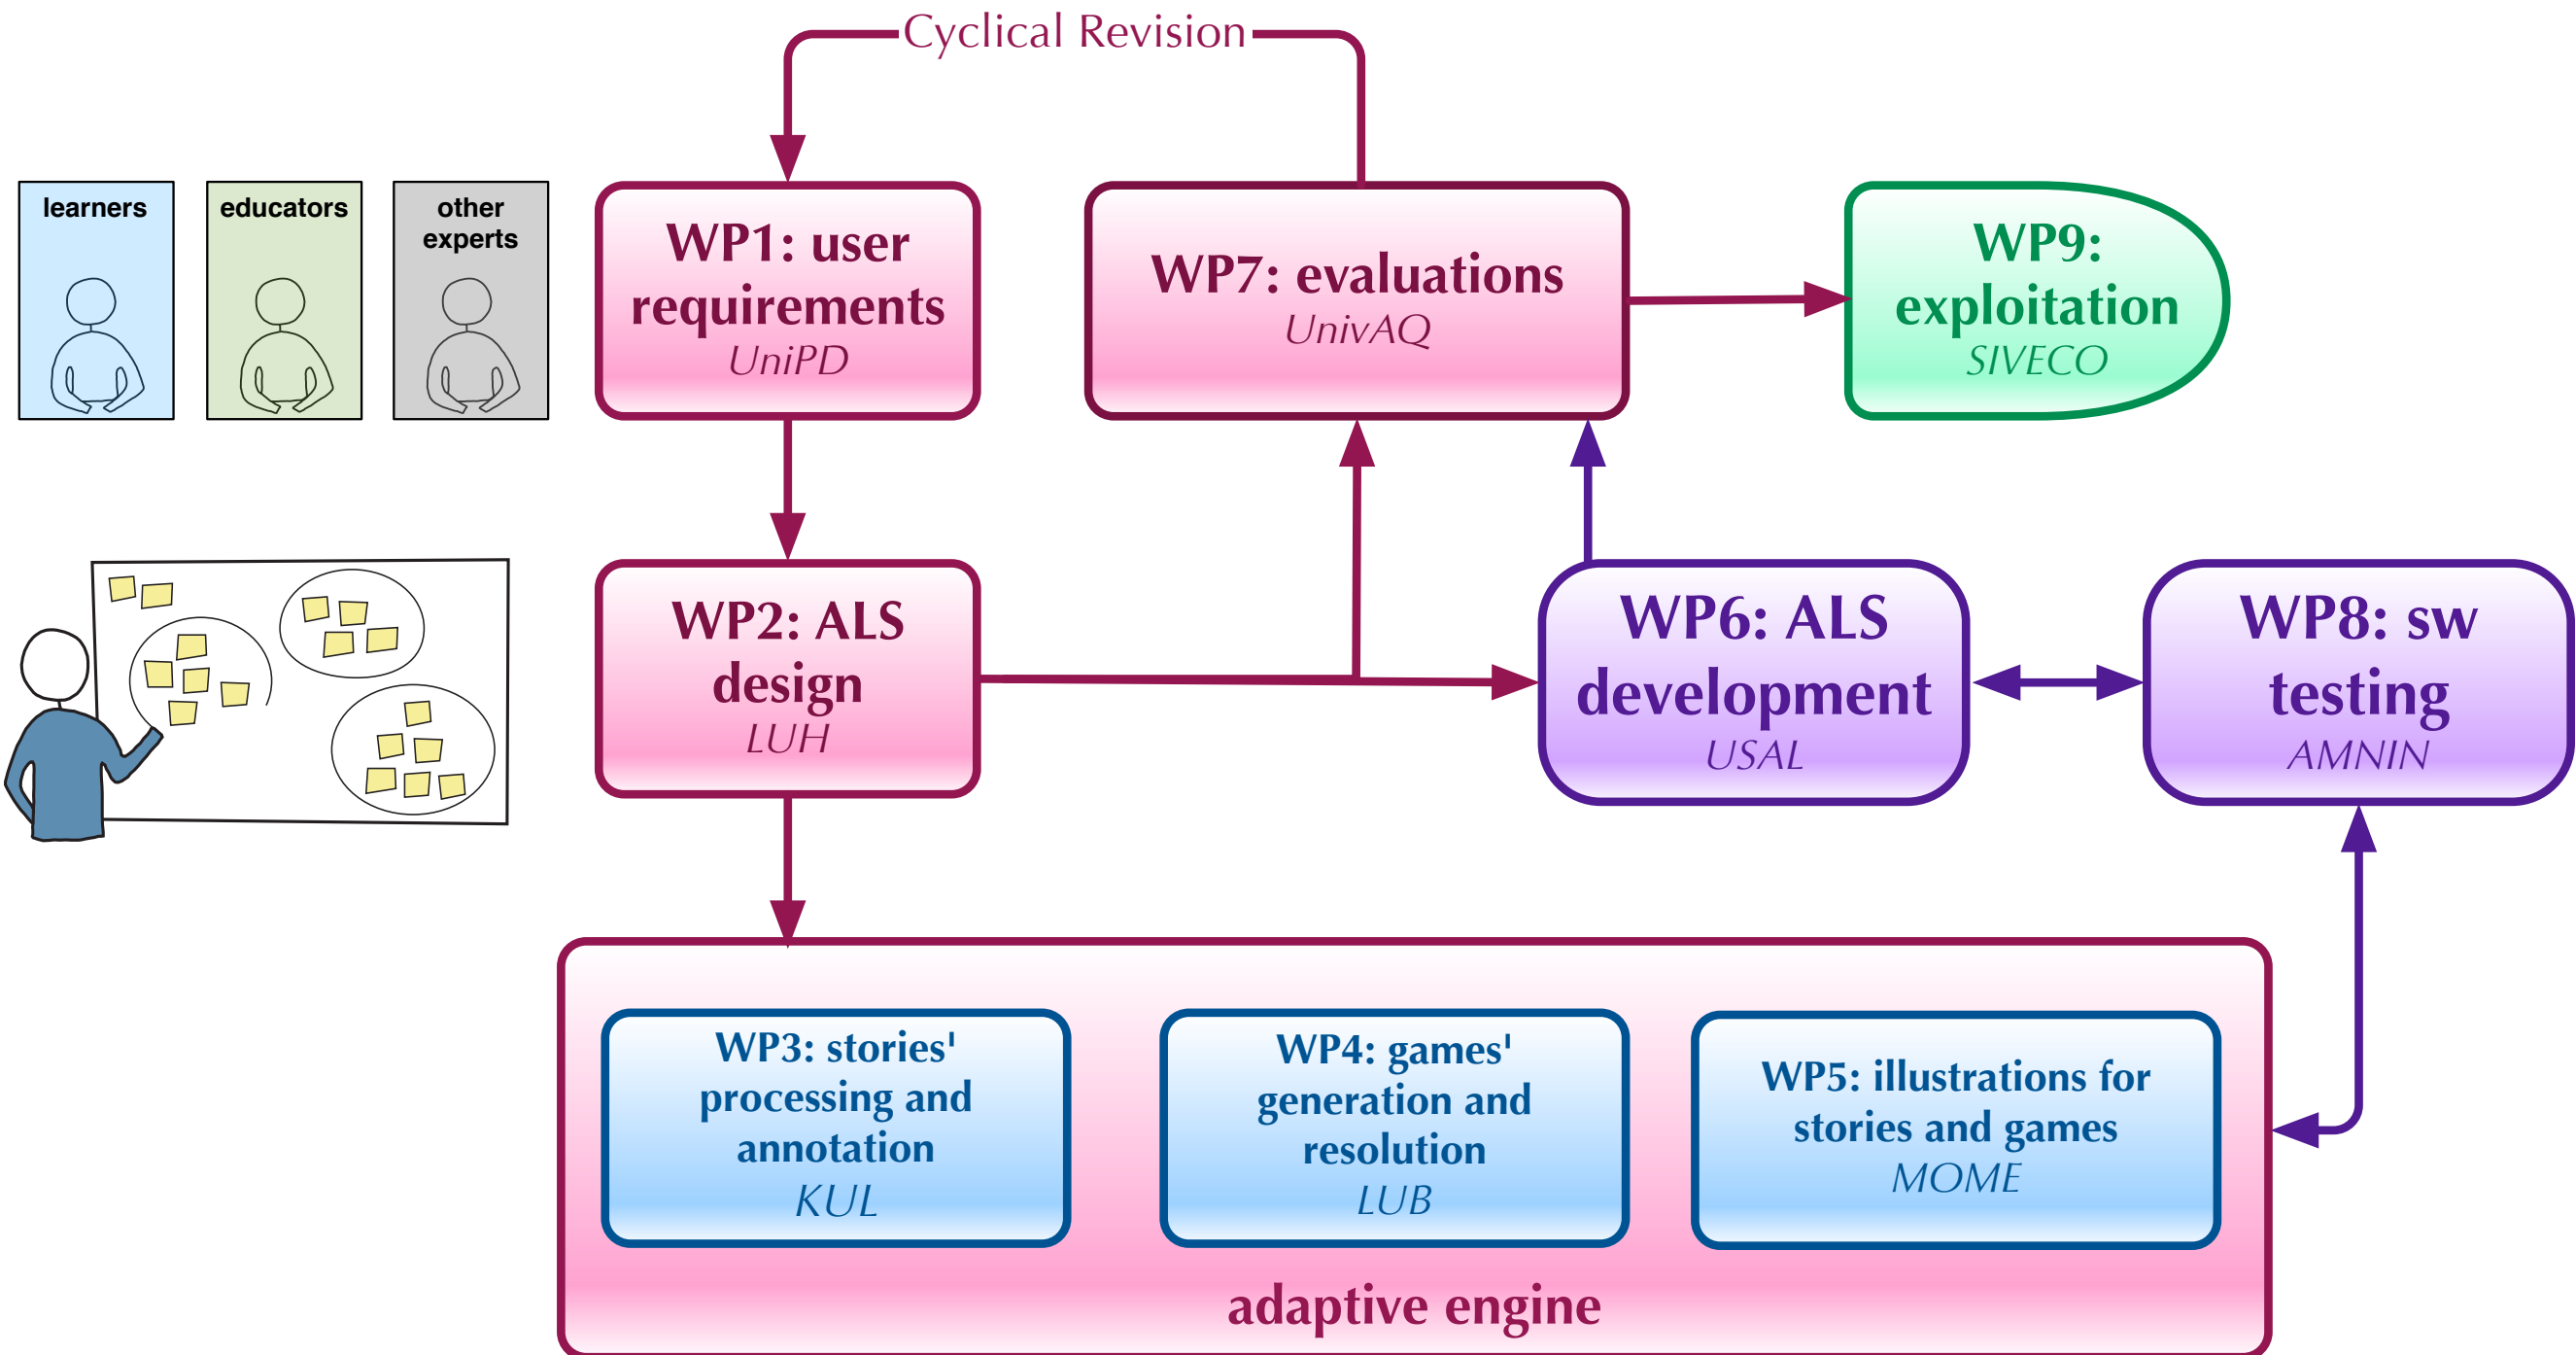 Cyclical Revision
learners
educators
other
experts
WP1: user
requirements
UniPD
WP7: evaluations
UnivAQ
WP9:
exploitation
SIVECO
WP2: ALS
design
LUH
WP6: ALS
development
USAL
WP8: sw
testing
AMNIN
WP3: stories'
processing and
annotation
KUL
WP4: games'
generation and
resolution
LUB
WP5: illustrations for
stories and games
MOME
adaptive engine